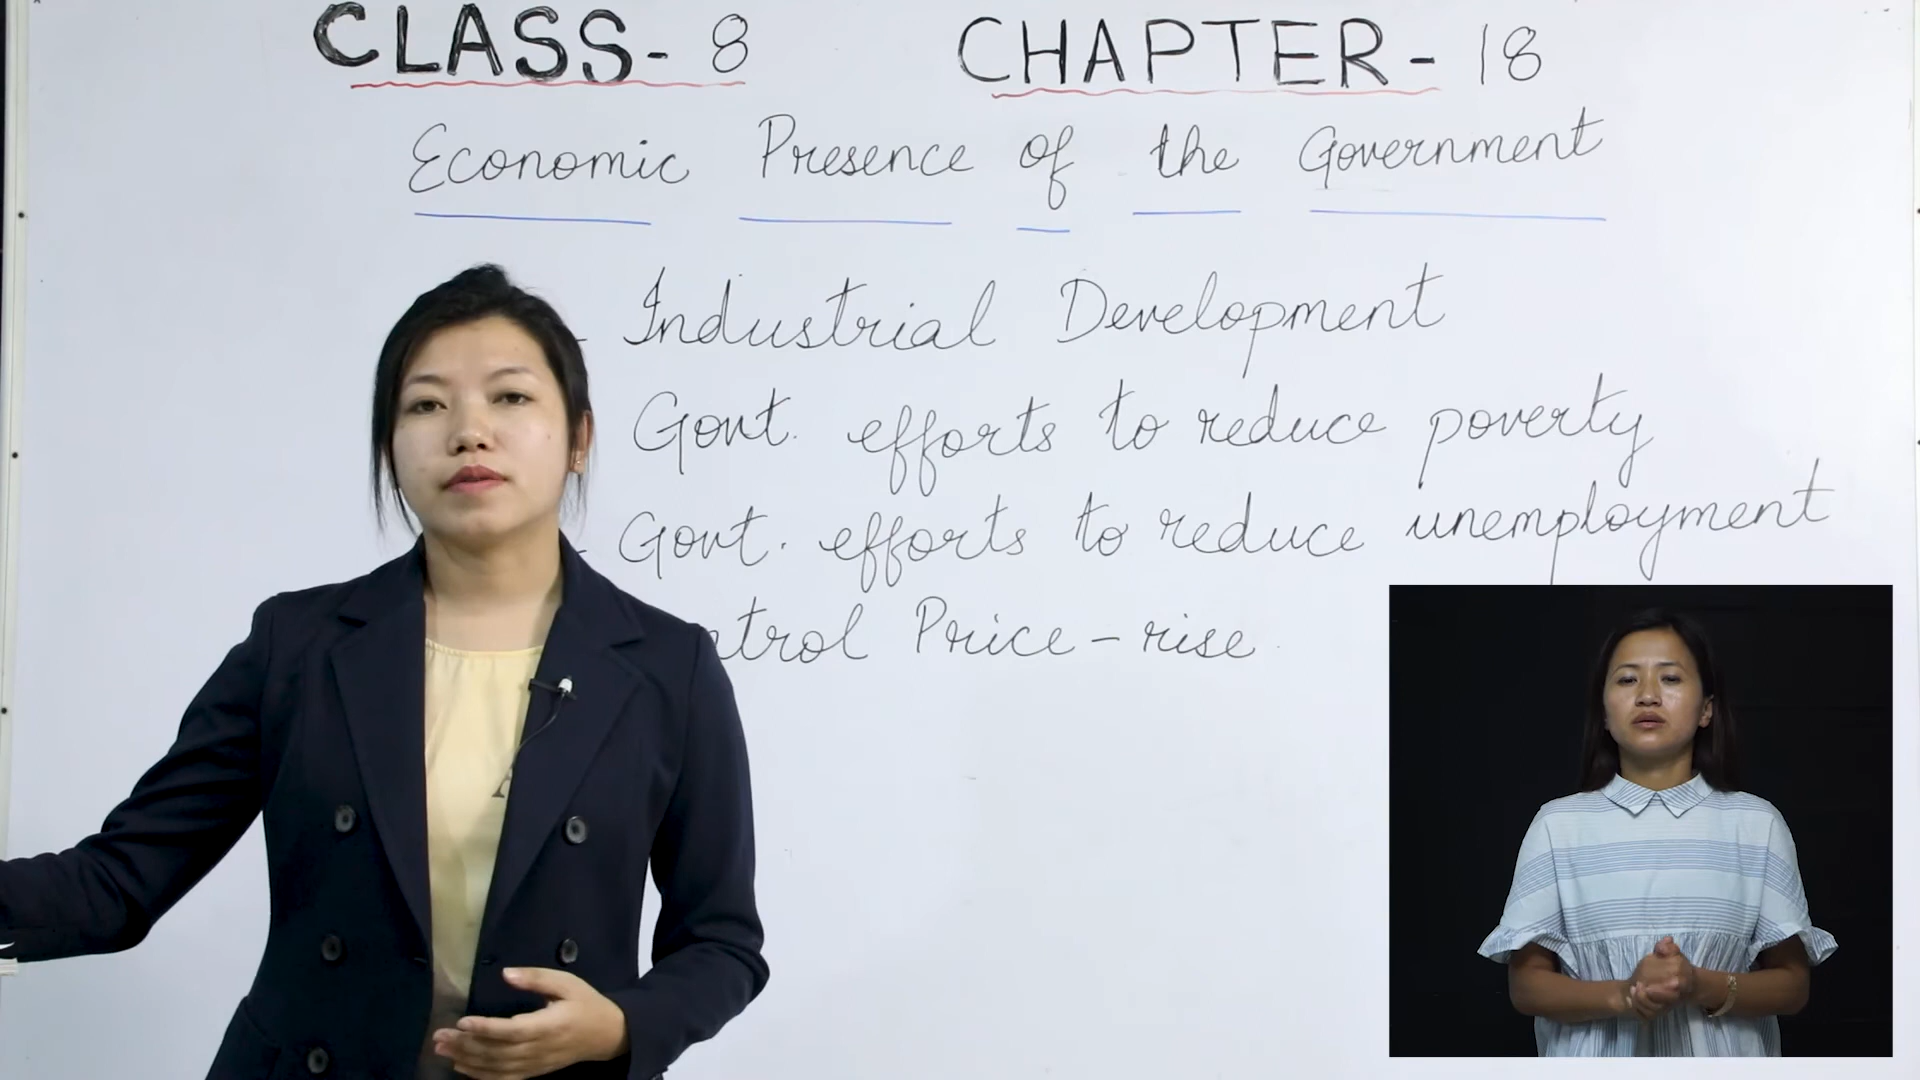 CLASS- 8 CHAPTER - 18
Economic Presence of the Government
- Industrial Development
Govt. efforts to reduce poverty
- Govt. efforts to reduce unemployment
Price-rise